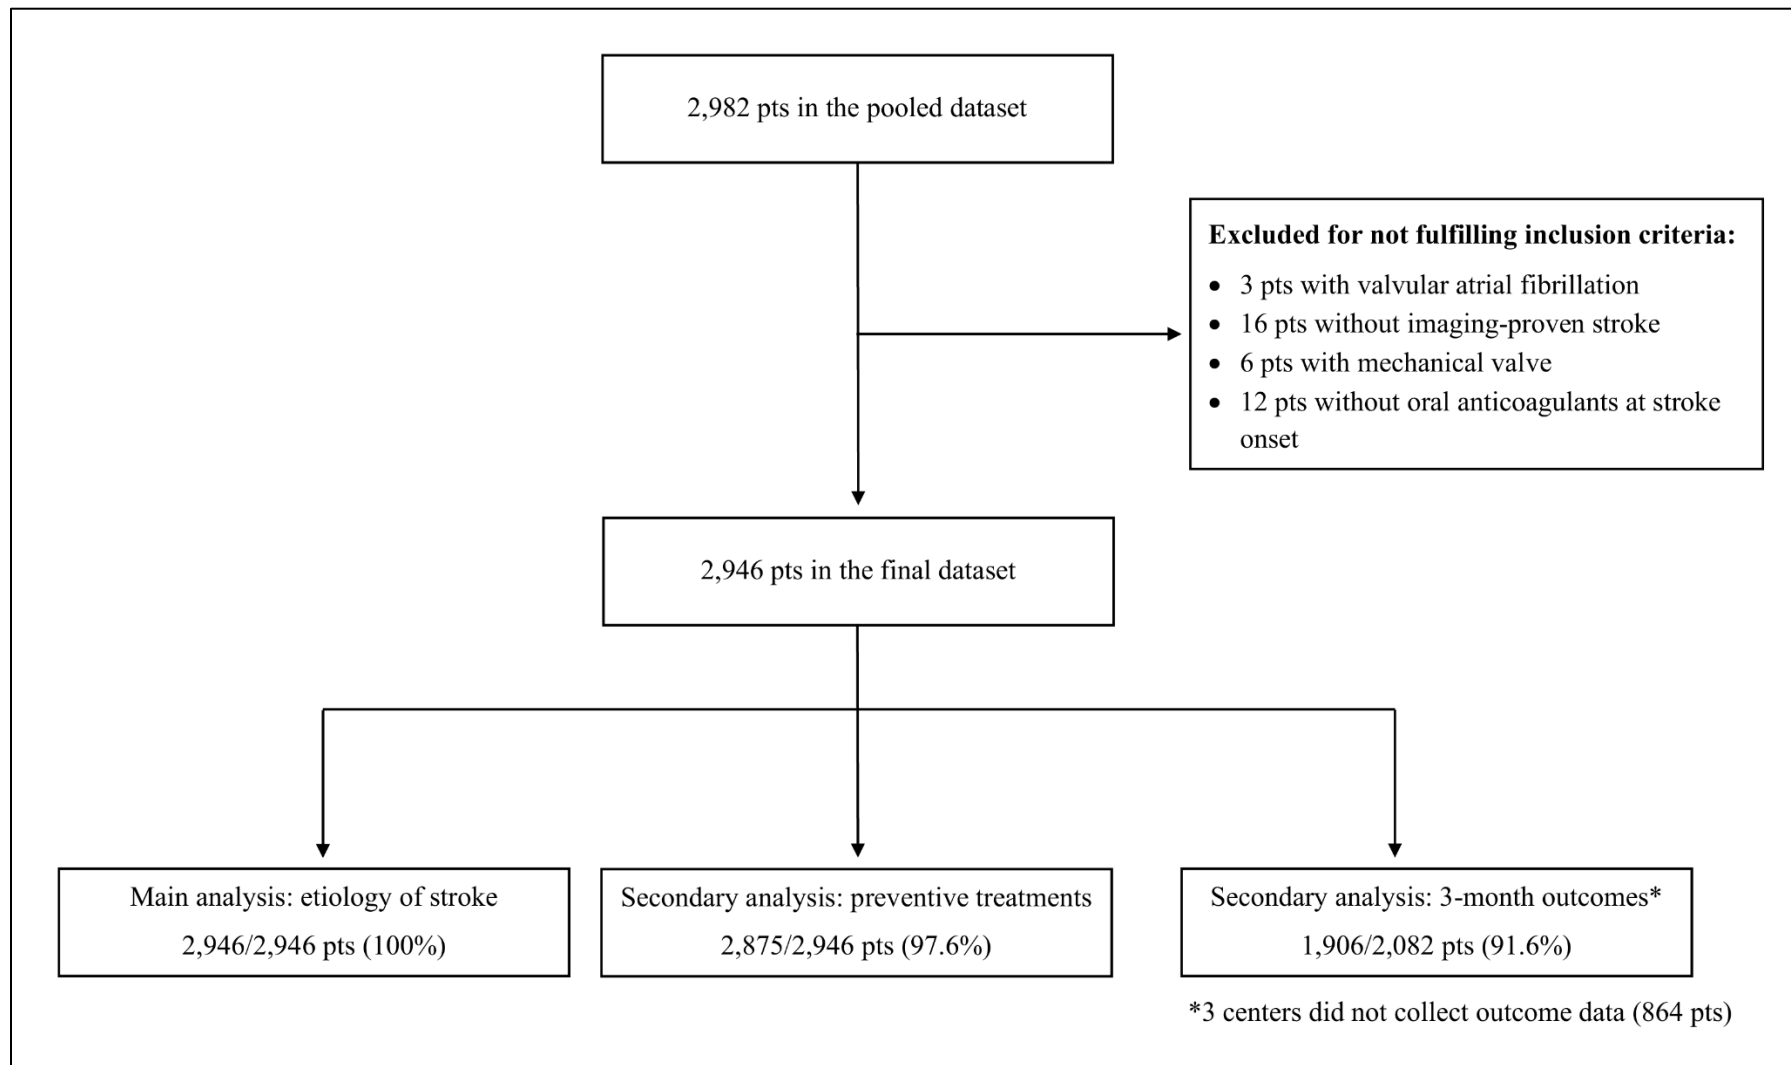 2,982 pts in the pooled dataset
Excluded for not fulfilling inclusion criteria:
• 3 pts with valvular atrial fibrillation
• 16 pts without imaging-proven stroke
• 6 pts with mechanical valve
• 12 pts without oral anticoagulants at stroke
onset
2,946 pts in the final dataset
Main analysis: etiology of stroke
2,946/2,946 pts (100%)
Secondary analysis: preventive treatments
2,875/2,946 pts (97.6%)
Secondary analysis: 3-month outcomes*
1,906/2,082 pts (91.6%)
*3 centers did not collect outcome data (864 pts)